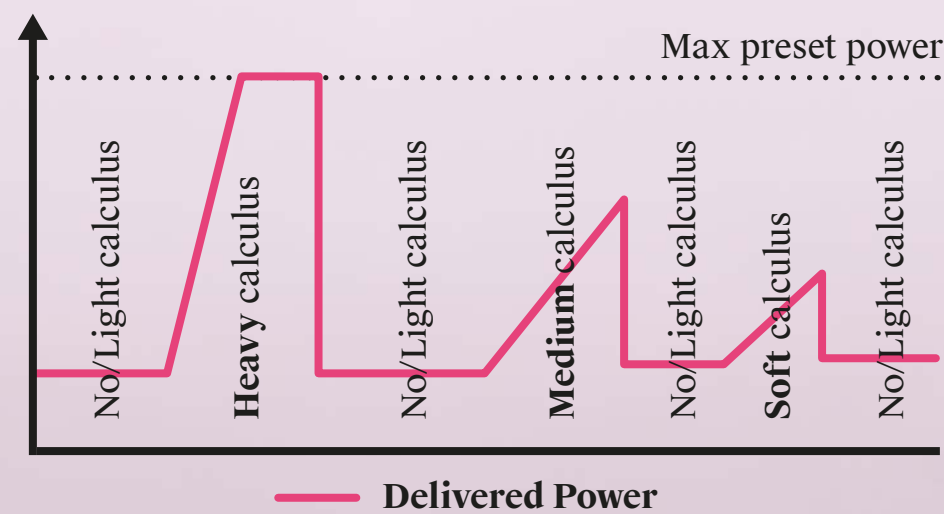 Max preset power
No/Light calculus
Heavy calculus
No/Light calculus
Medium calculus
No/Light calculus
Soft calculus
No/Light calculus
Delivered Power